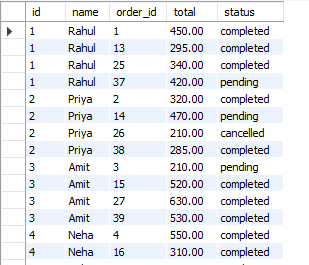 id name order_id total status
1 Rahul 1 450.00 completed
1 Rahul 13 295.00 completed
1 Rahul 25 340.00 completed
1 Rahul 37 420.00 pending
2 Priya 2 320.00 completed
2 Priya 14 470.00 pending
2 Priya 26 210.00 cancelled
2 Priya 38 285.00 completed
3 Amit 3 210.00 pending
3 Amit 15 520.00 completed
3 Amit 27 630.00 completed
3 Amit 39 530.00 completed
4 Neha 4 550.00 completed
4 Neha 16 310.00 completed